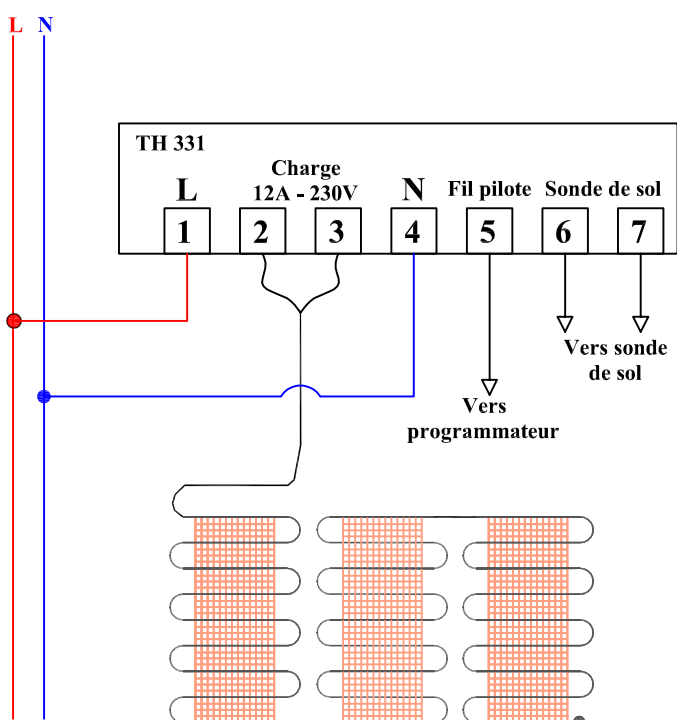 L N
TH 331
Charge
12A - 230V
L
N
Fil pilote
Sonde de sol
1 2 3 4 5 6 7
Vers sonde
de sol
Vers
programmateur